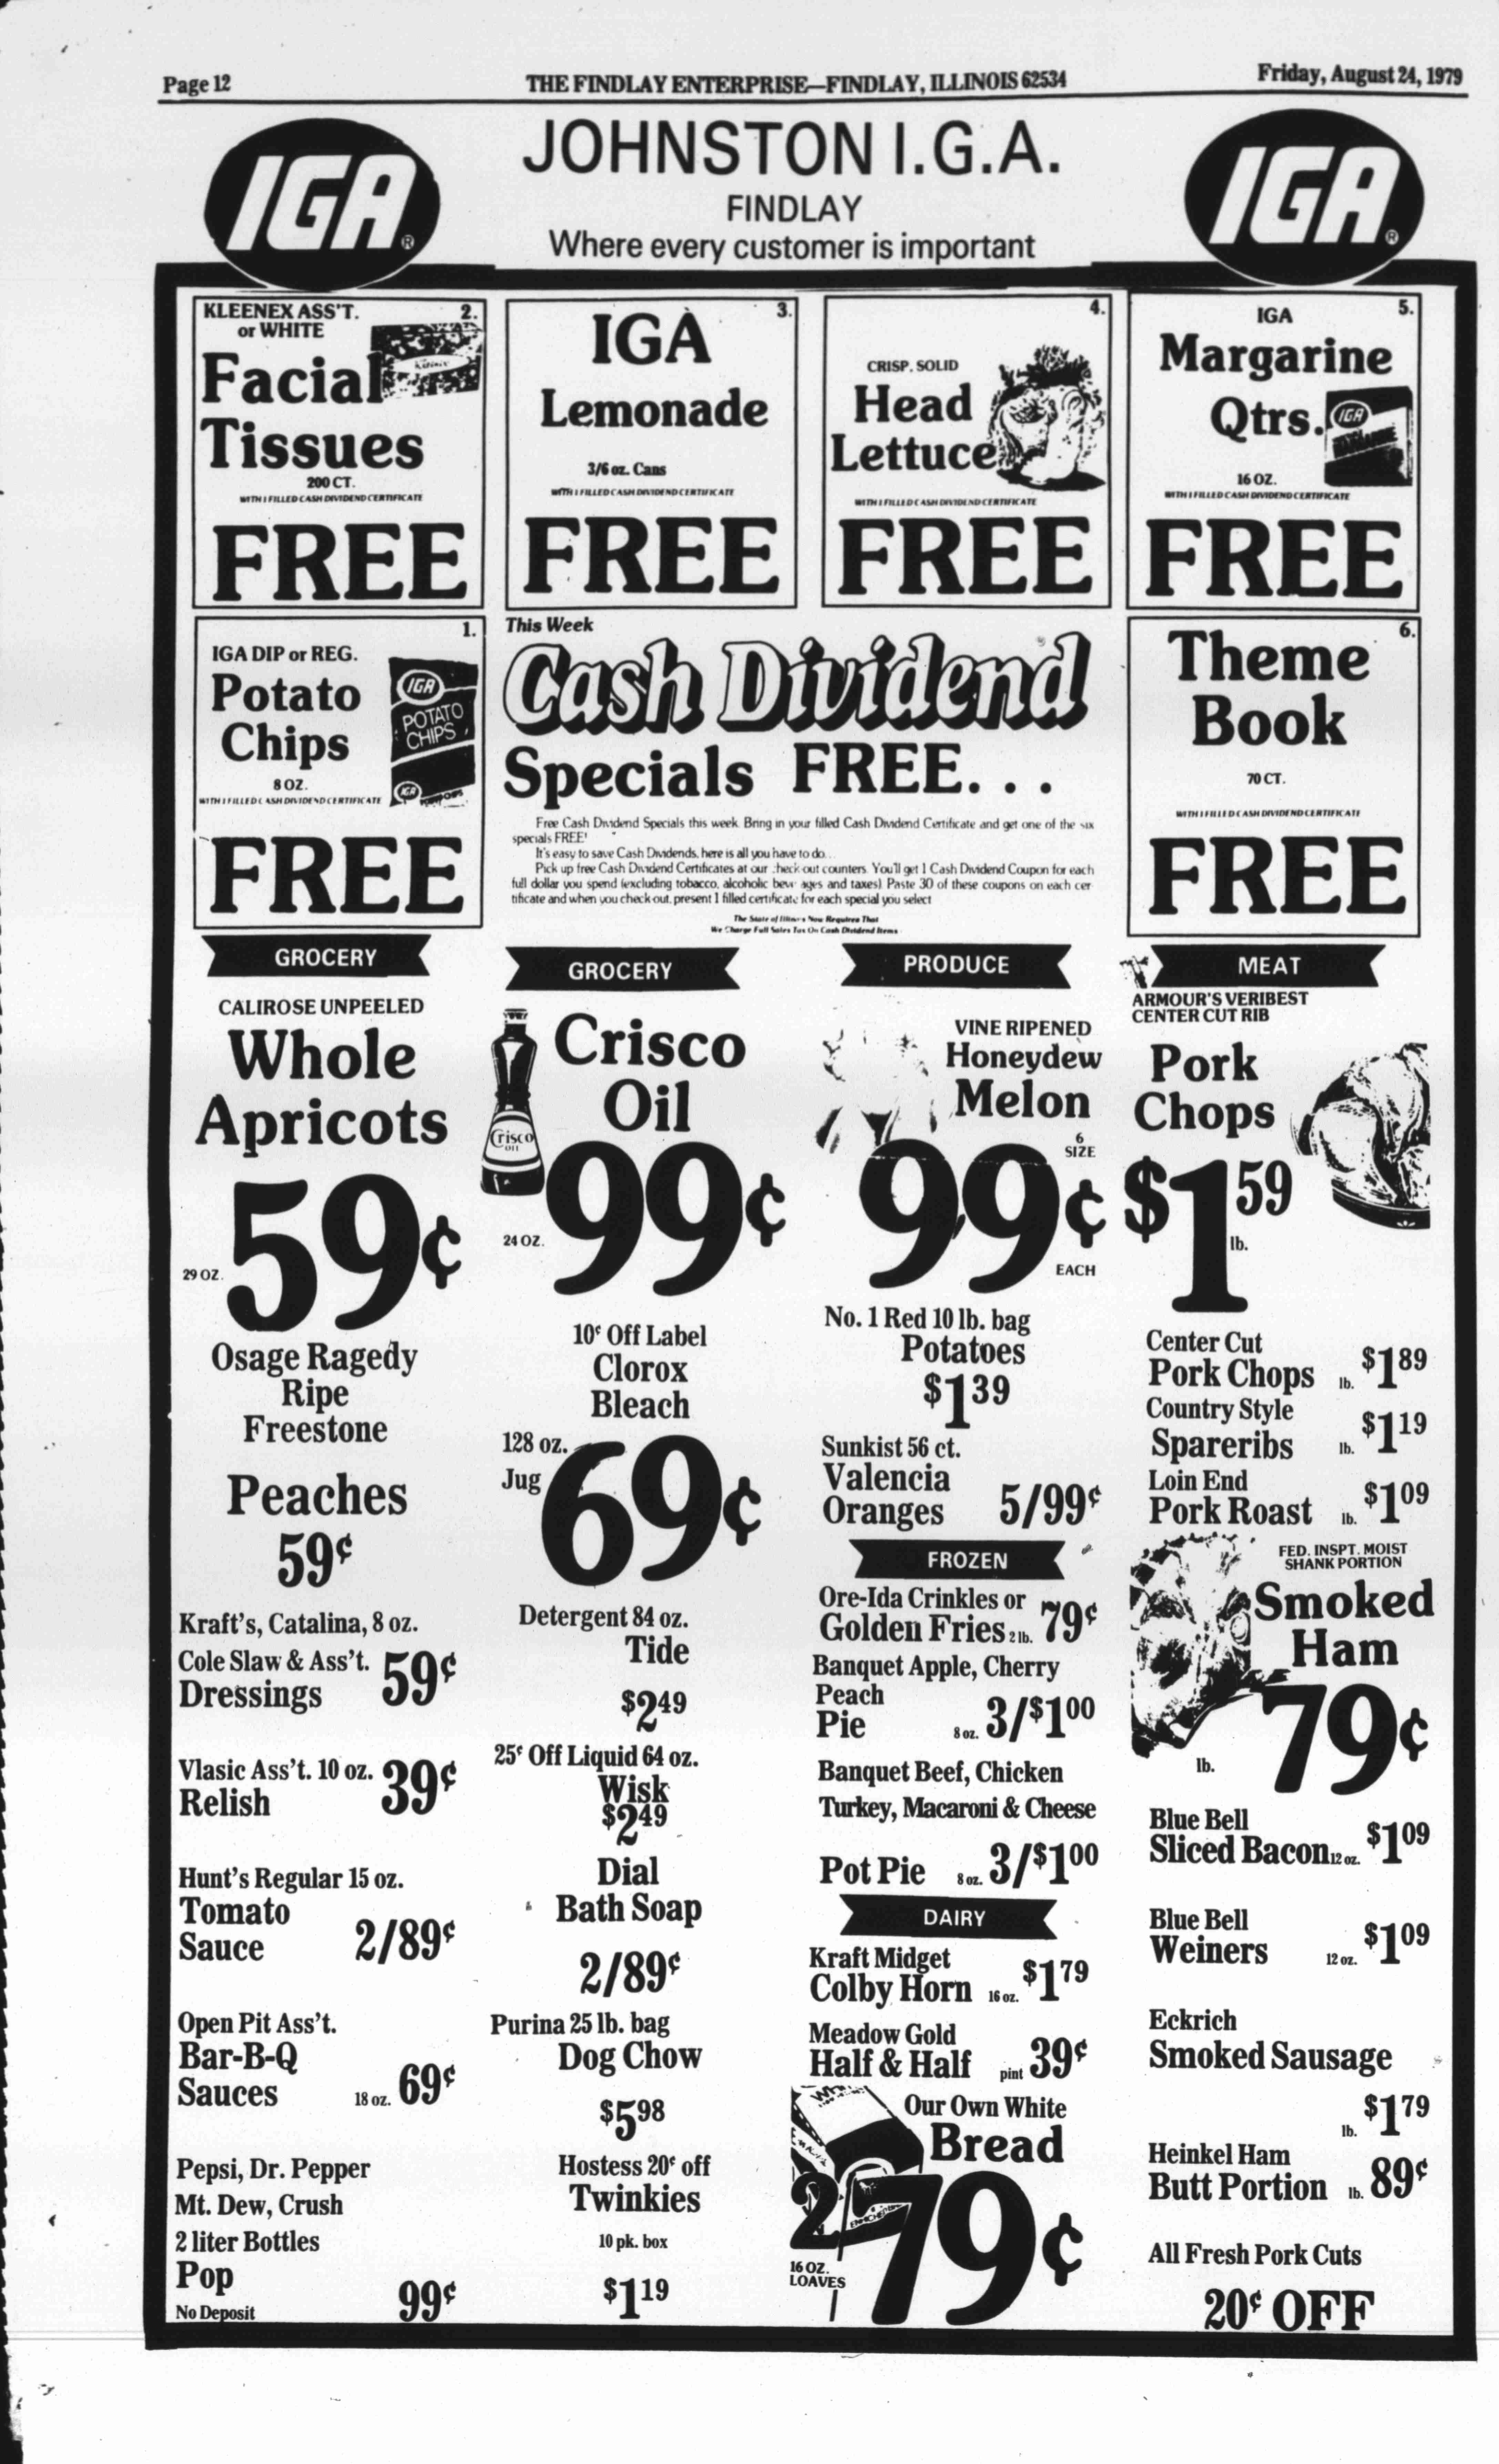 Page 12
THE FINDLAY ENTERPRISE—FINDLAY, ILLINOIS 62534
Friday, August 24, 1979
IGA®
JOHNSTON I.G.A.
FINDLAY
Where every customer is important
IGA®
KLEENEX ASS'T.
or WHITE
2.
Facial
Tissues
200 CT.
WITH 1 FILLED CASH DIVIDEND CERTIFICATE
FREE
3.
IGA
Lemonade
3/6 oz. Cans
WITH 1 FILLED CASH DIVIDEND CERTIFICATE
FREE
4.
CRISP, SOLID
Head
Lettuce
WITH 1 FILLED CASH DIVIDEND CERTIFICATE
FREE
5.
IGA
Margarine
Qtrs.
IGA
16 OZ.
WITH 1 FILLED CASH DIVIDEND CERTIFICATE
FREE
1.
IGA DIP or REG.
Potato
Chips
IGA
POTATO
CHIPS
8 OZ.
WITH 1 FILLED CASH DIVIDEND CERTIFICATE
FREE
This Week
Cash Dividend
Specials FREE. . .
Free Cash Dividend Specials this week. Bring in your filled Cash Dividend Certificate and get one of the six
specials FREE!
It's easy to save Cash Dividends, here is all you have to do...
Pick up free Cash Dividend Certificates at our check-out counters. You'll get 1 Cash Dividend Coupon for each
full dollar you spend (excluding tobacco, alcoholic beverages and taxes) Paste 30 of these coupons on each cer-
tificate and when you check out, present 1 filled certificate for each special you select
The State of Illinois Now Requires That
We Charge Full Sales Tax On Cash Dividend Items
6.
Theme
Book
70 CT.
WITH 1 FILLED CASH DIVIDEND CERTIFICATE
FREE
GROCERY
CALIROSE UNPEELED
Whole
Apricots
29 OZ. 59¢
Osage Ragedy
Ripe
Freestone
Peaches
59¢
Kraft's, Catalina, 8 oz.
Cole Slaw & Ass't.
Dressings 59¢
Vlasic Ass't. 10 oz.
Relish 39¢
Hunt's Regular 15 oz.
Tomato
Sauce 2/89¢
Open Pit Ass't.
Bar-B-Q
Sauces 18 oz. 69¢
Pepsi, Dr. Pepper
Mt. Dew, Crush
2 liter Bottles
Pop
No Deposit 99¢
GROCERY
Crisco
Oil
Crisco
OIL
24 OZ. 99¢
10¢ Off Label
Clorox
Bleach
128 oz.
Jug 69¢
Detergent 84 oz.
Tide
$2 49
25¢ Off Liquid 64 oz.
Wisk
$2 49
Dial
Bath Soap
2/89¢
Purina 25 lb. bag
Dog Chow
$5 98
Hostess 20¢ off
Twinkies
10 pk. box
$1 19
PRODUCE
VINE RIPENED
Honeydew
Melon
6
SIZE
99¢
EACH
No. 1 Red 10 lb. bag
Potatoes
$1 39
Sunkist 56 ct.
Valencia
Oranges 5/99¢
FROZEN
Ore-Ida Crinkles or
Golden Fries 2 lb. 79¢
Banquet Apple, Cherry
Peach
Pie 8 oz. 3/$1 00
Banquet Beef, Chicken
Turkey, Macaroni & Cheese
Pot Pie 8 oz. 3/$1 00
DAIRY
Kraft Midget
Colby Horn 16 oz. $1 79
Meadow Gold
Half & Half pint 39¢
Our Own White
Bread
2/79¢
16 OZ.
LOAVES
MEAT
ARMOUR'S VERIBEST
CENTER CUT RIB
Pork
Chops
$1 59
lb.
Center Cut
Pork Chops lb. $1 89
Country Style
Spareribs lb. $1 19
Loin End
Pork Roast lb. $1 09
FED. INSPT. MOIST
SHANK PORTION
Smoked
Ham
lb. 79¢
Blue Bell
Sliced Bacon 12 oz. $1 09
Blue Bell
Weiners 12 oz. $1 09
Eckrich
Smoked Sausage
lb. $1 79
Heinkel Ham
Butt Portion lb. 89¢
All Fresh Pork Cuts
20¢ OFF